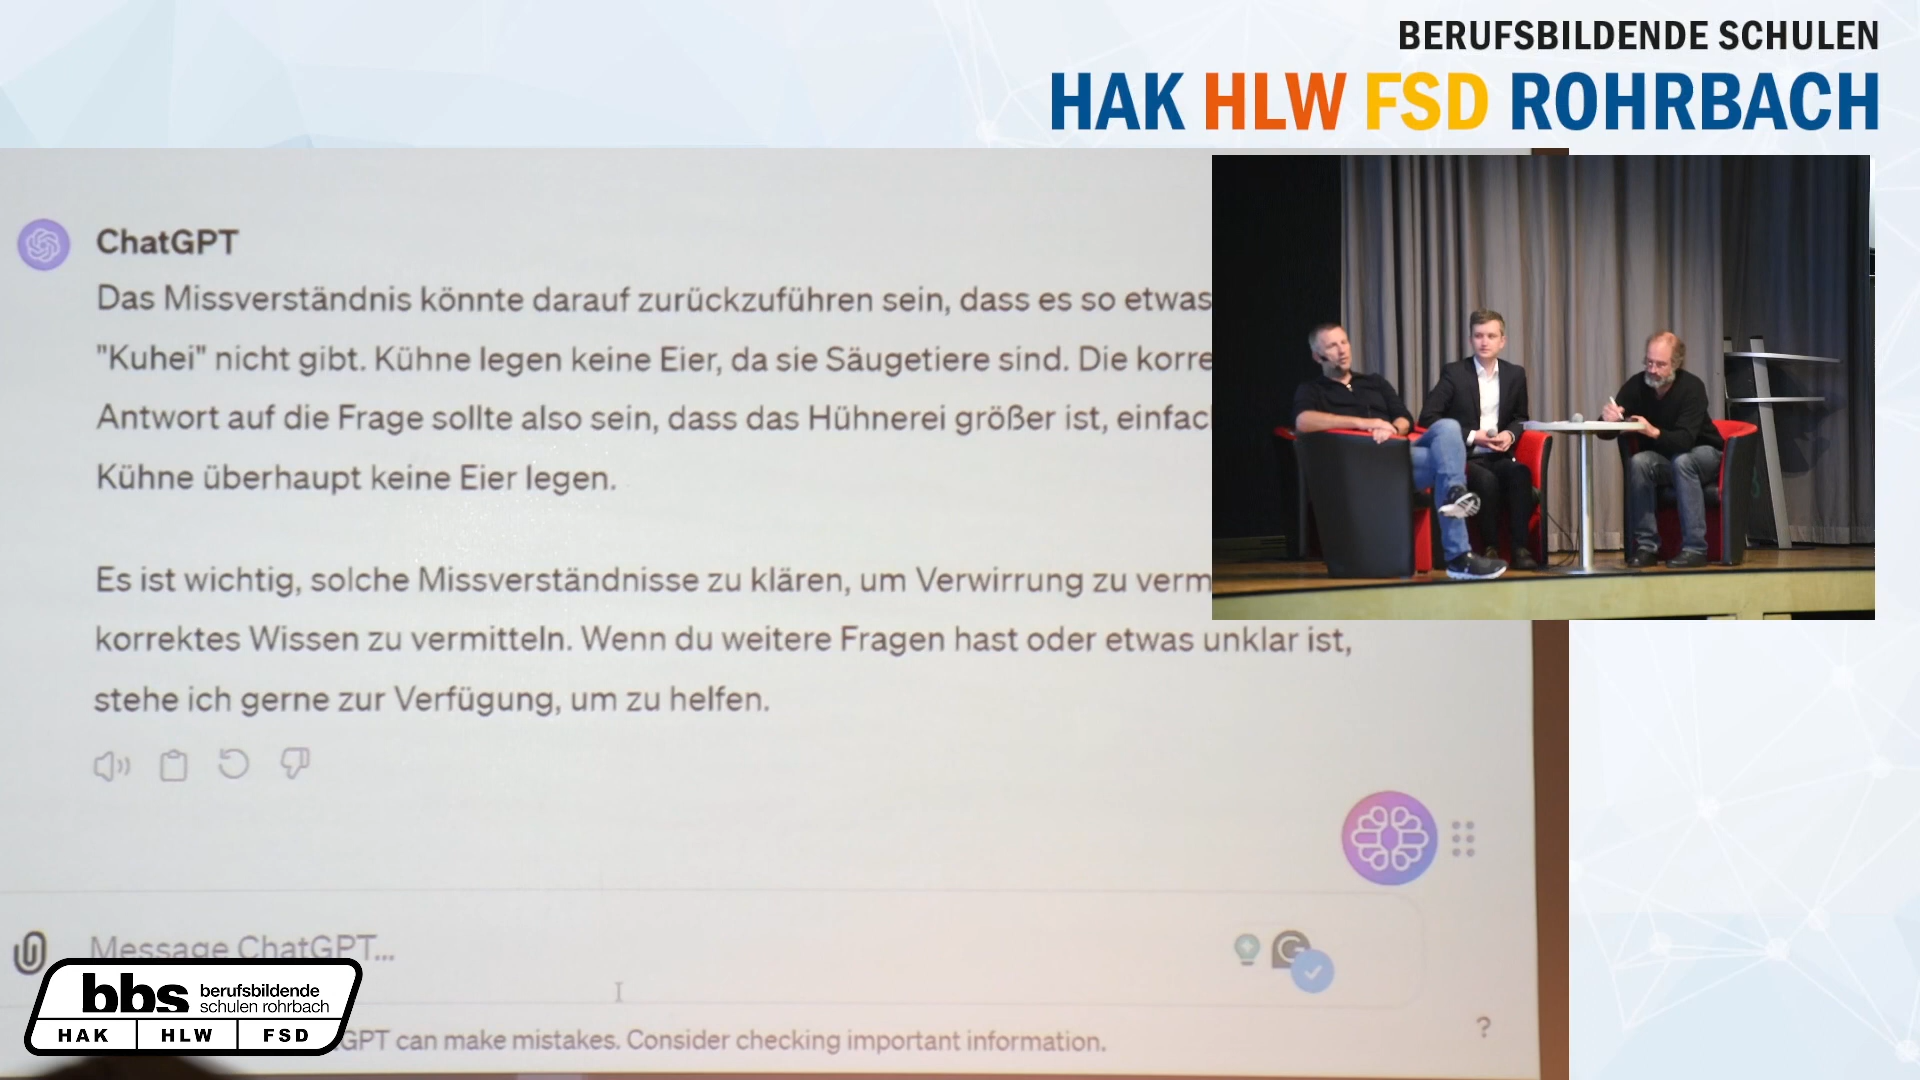 BERUFSBILDENDE SCHULEN
HAK HLW FSD ROHRBACH
ChatGPT
Das Missverständnis könnte darauf zurückzuführen sein, dass es so etwas
"Kuhei" nicht gibt. Kühne legen keine Eier, da sie Säugetiere sind. Die korre
Antwort auf die Frage sollte also sein, dass das Hühnerei größer ist, einfac
Kühne überhaupt keine Eier legen.
Es ist wichtig, solche Missverständnisse zu klären, um Verwirrung zu verm
korrektes Wissen zu vermitteln. Wenn du weitere Fragen hast oder etwas unklar ist,
stehe ich gerne zur Verfügung, um zu helfen.
Message ChatGPT...
GPT can make mistakes. Consider checking important information.
?
bbs berufsbildende
schulen rohrbach
HAK HLW FSD